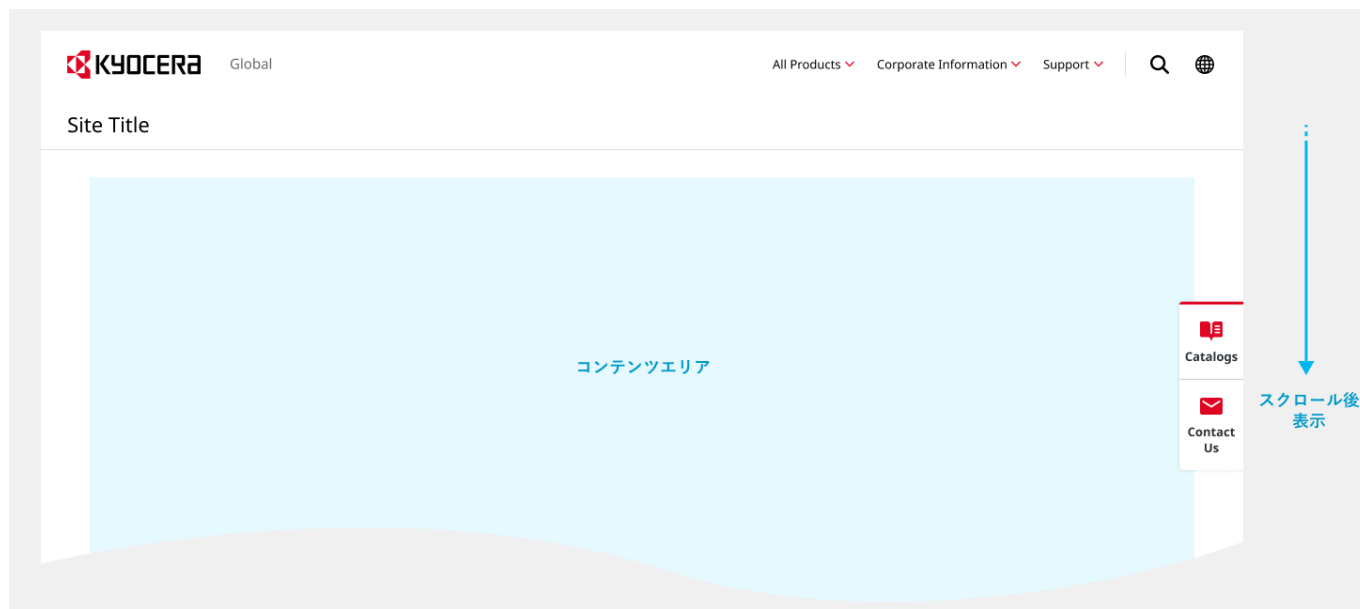 KYOCERA
Global
All Products
Corporate Information
Support
Site Title
コンテンツエリア
Catalogs
Contact
Us
スクロール後
表示